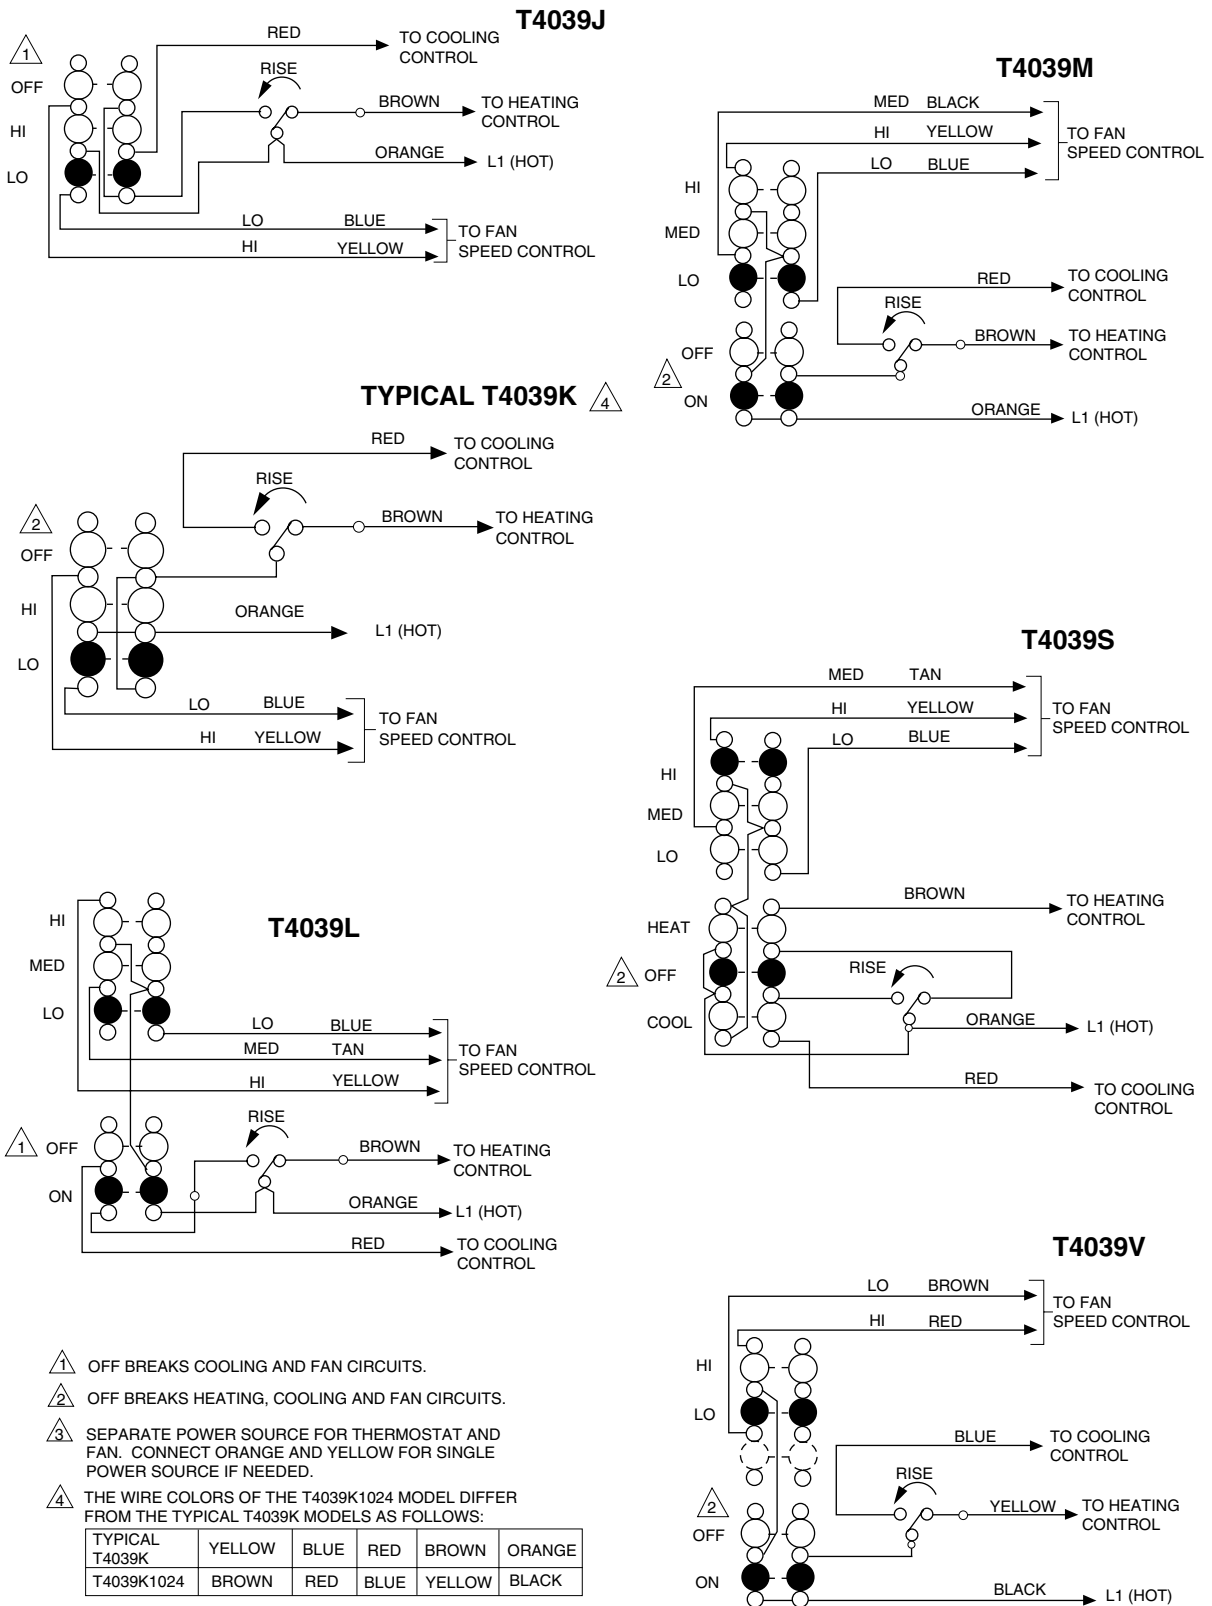 T4039J
1
OFF
HI
LO
RED
TO COOLING
CONTROL
RISE
BROWN
TO HEATING
CONTROL
ORANGE
L1 (HOT)
LO BLUE
HI YELLOW
TO FAN
SPEED CONTROL
TYPICAL T4039K 4
RED
TO COOLING
CONTROL
RISE
2
OFF
HI
LO
BROWN
TO HEATING
CONTROL
ORANGE
L1 (HOT)
LO BLUE
HI YELLOW
TO FAN
SPEED CONTROL
T4039L
HI
MED
LO
LO BLUE
MED TAN
HI YELLOW
TO FAN
SPEED CONTROL
1 OFF
ON
RISE
BROWN
TO HEATING
CONTROL
ORANGE
L1 (HOT)
RED
TO COOLING
CONTROL
1 OFF BREAKS COOLING AND FAN CIRCUITS.
2 OFF BREAKS HEATING, COOLING AND FAN CIRCUITS.
3 SEPARATE POWER SOURCE FOR THERMOSTAT AND
FAN. CONNECT ORANGE AND YELLOW FOR SINGLE
POWER SOURCE IF NEEDED.
4 THE WIRE COLORS OF THE T4039K1024 MODEL DIFFER
FROM THE TYPICAL T4039K MODELS AS FOLLOWS:
TYPICAL
T4039K YELLOW BLUE RED BROWN ORANGE
T4039K1024 BROWN RED BLUE YELLOW BLACK
T4039M
MED BLACK
HI YELLOW
LO BLUE
TO FAN
SPEED CONTROL
HI
MED
LO
RED
TO COOLING
CONTROL
RISE
BROWN
TO HEATING
CONTROL
OFF
2
ON
ORANGE
L1 (HOT)
T4039S
MED TAN
HI YELLOW
LO BLUE
TO FAN
SPEED CONTROL
HI
MED
LO
BROWN
TO HEATING
CONTROL
HEAT
2 OFF
COOL
RISE
ORANGE
L1 (HOT)
RED
TO COOLING
CONTROL
T4039V
LO BROWN
HI RED
TO FAN
SPEED CONTROL
HI
LO
BLUE
TO COOLING
CONTROL
RISE
YELLOW
TO HEATING
CONTROL
2
OFF
ON
BLACK
L1 (HOT)